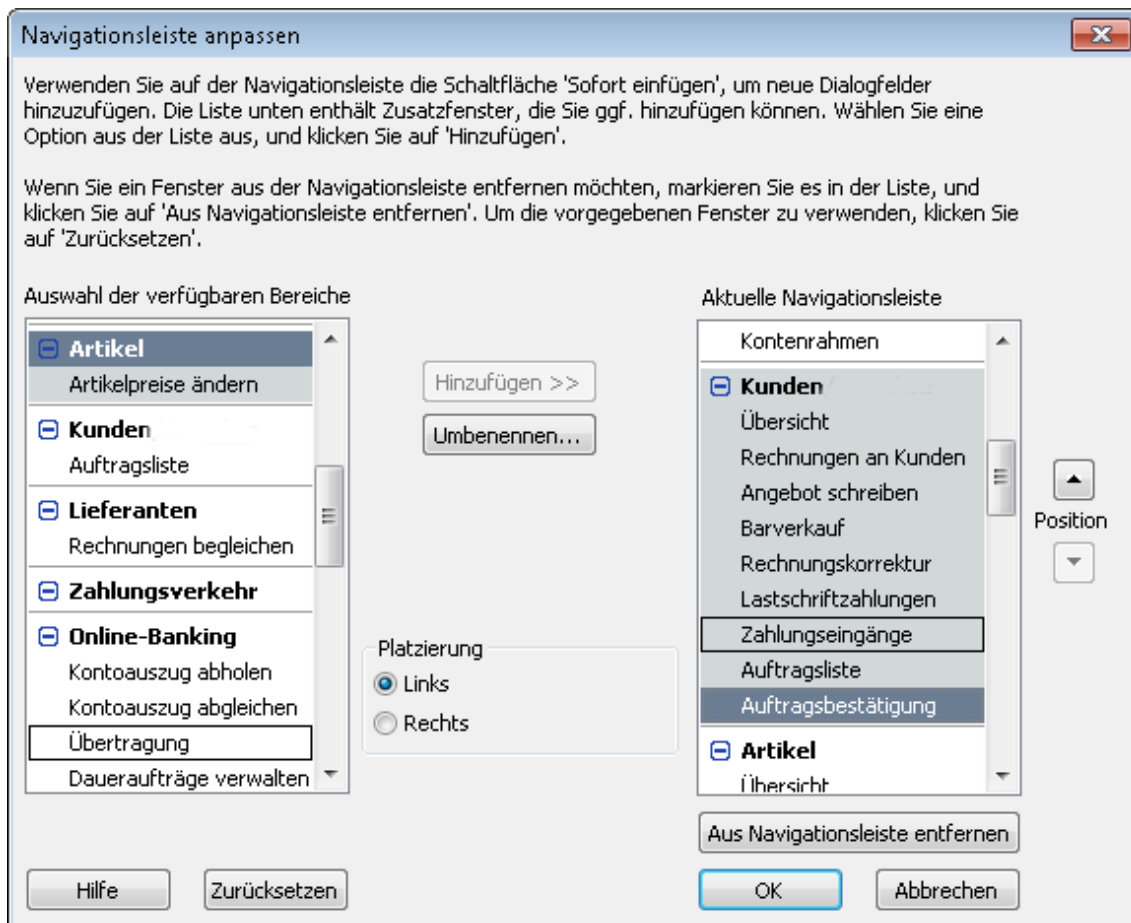 Navigationsleiste anpassen
Verwenden Sie auf der Navigationsleiste die Schaltfläche 'Sofort einfügen', um neue Dialogfelder
hinzuzufügen. Die Liste unten enthält Zusatzfenster, die Sie ggf. hinzufügen können. Wählen Sie eine
Option aus der Liste aus, und klicken Sie auf 'Hinzufügen'.
Wenn Sie ein Fenster aus der Navigationsleiste entfernen möchten, markieren Sie es in der Liste, und
klicken Sie auf 'Aus Navigationsleiste entfernen'. Um die vorgegebenen Fenster zu verwenden, klicken Sie
auf 'Zurücksetzen'.
Auswahl der verfügbaren Bereiche
Artikel
Artikelpreise ändern
Kunden
Auftragsliste
Lieferanten
Rechnungen begleichen
Zahlungsverkehr
Online-Banking
Kontoauszug abholen
Kontoauszug abgleichen
Übertragung
Daueraufträge verwalten
Hinzufügen >>
Umbenennen...
Platzierung
Links
Rechts
Aktuelle Navigationsleiste
Kontenrahmen
Kunden
Übersicht
Rechnungen an Kunden
Angebot schreiben
Barverkauf
Rechnungskorrektur
Lastschriftzahlungen
Zahlungseingänge
Auftragsliste
Auftragsbestätigung
Artikel
Übersicht
Position
Aus Navigationsleiste entfernen
Hilfe
Zurücksetzen
OK
Abbrechen